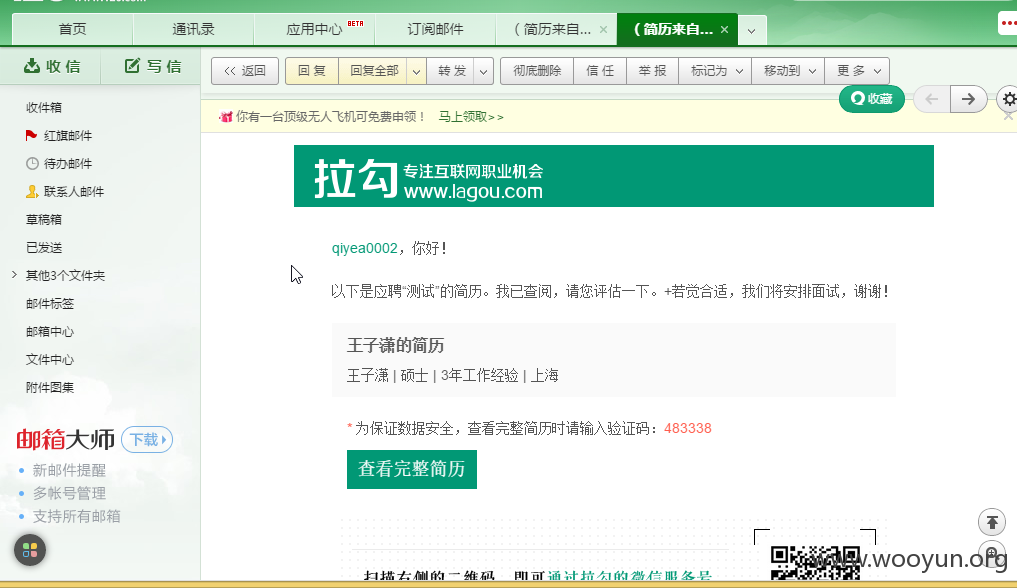 首页
通讯录
应用中心 BETA
订阅邮件
（ 简历来自... ×
（ 简历来自... ×
收 信
写 信
<< 返回
回 复
回复全部
转 发
彻底删除
信 任
举 报
标记为
移动到
更 多
收藏
你有一台顶级无人飞机可免费申领！ 马上领取>>
收件箱
红旗邮件
待办邮件
联系人邮件
草稿箱
已发送
其他3个文件夹
邮件标签
邮箱中心
文件中心
附件图集
邮箱大师
下载
新邮件提醒
多帐号管理
支持所有邮箱
拉勾 专注互联网职业机会
www.lagou.com
qiyea0002，你好！
以下是应聘“测试”的简历。我已查阅，请您评估一下。+若觉合适，我们将安排面试，谢谢！
王子潇的简历
王子潇 | 硕士 | 3年工作经验 | 上海
* 为保证数据安全，查看完整简历时请输入验证码：483338
查看完整简历
扫描右侧的二维码，即可通过拉勾的微信服务号
www.wooyun.org